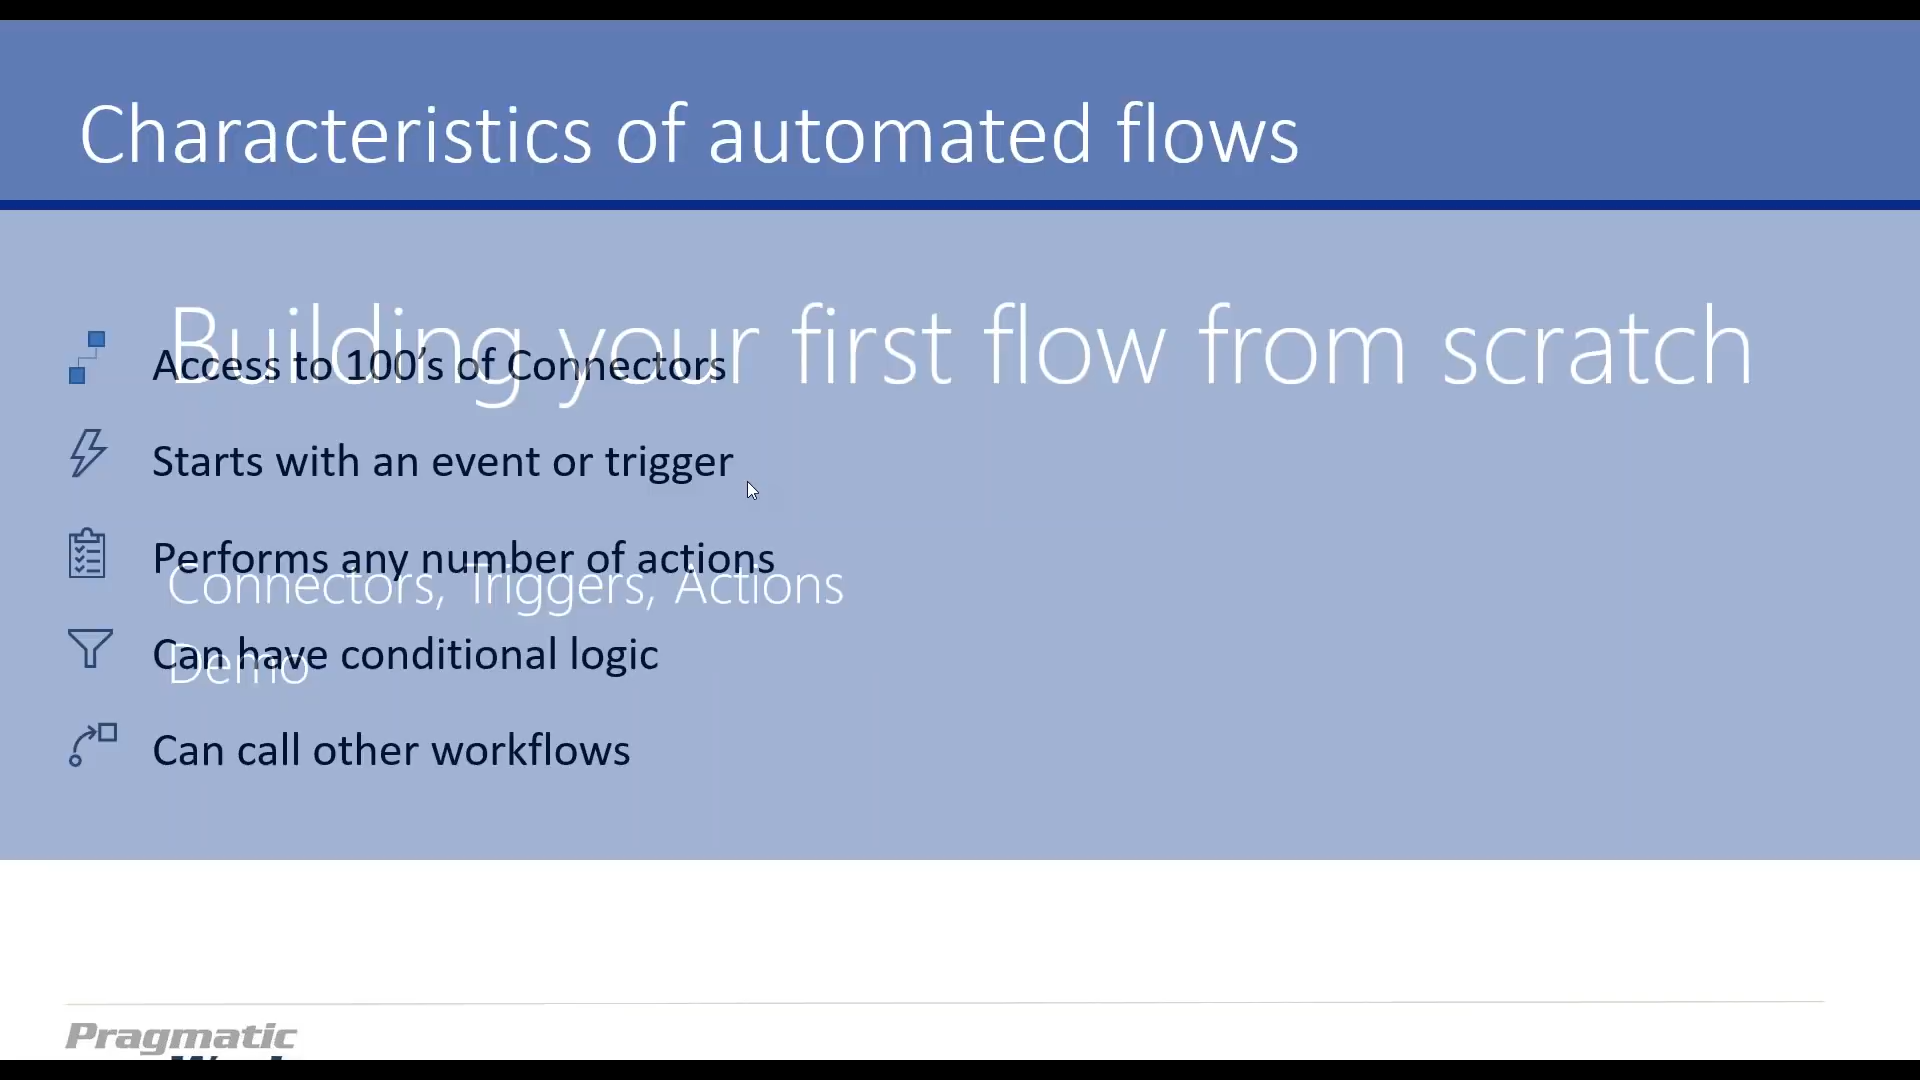 Characteristics of automated flows
Building your first flow from scratch
Access to 100's of Connectors
Starts with an event or trigger
Performs any number of actions
Connectors, Triggers, Actions
Can have conditional logic
Demo
Can call other workflows
Pragmatic